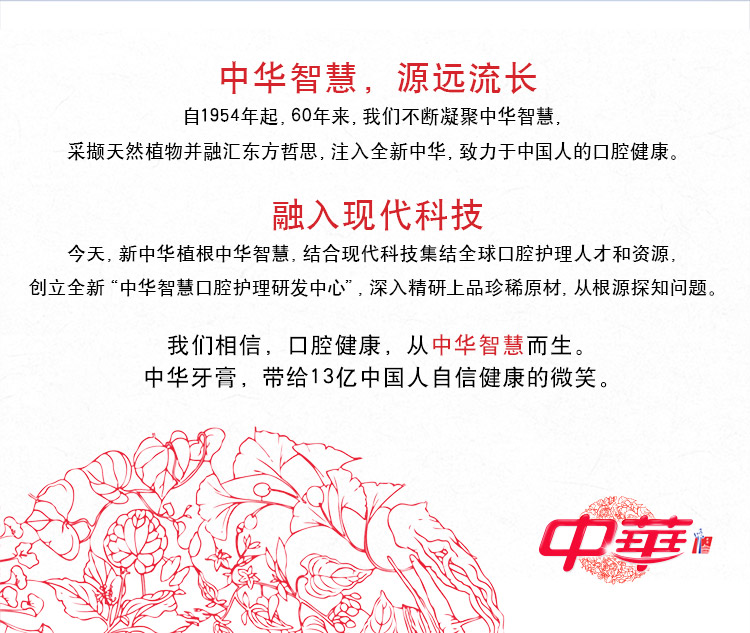 中华智慧，源远流长
自1954年起, 60年来, 我们不断凝聚中华智慧,
采撷天然植物并融汇东方哲思, 注入全新中华, 致力于中国人的口腔健康。
融入现代科技
今天, 新中华植根中华智慧, 结合现代科技集结全球口腔护理人才和资源,
创立全新“中华智慧口腔护理研发中心”, 深入精研上品珍稀原材, 从根源探知问题。
我们相信，口腔健康，从中华智慧而生。
中华牙膏，带给13亿中国人自信健康的微笑。
中華